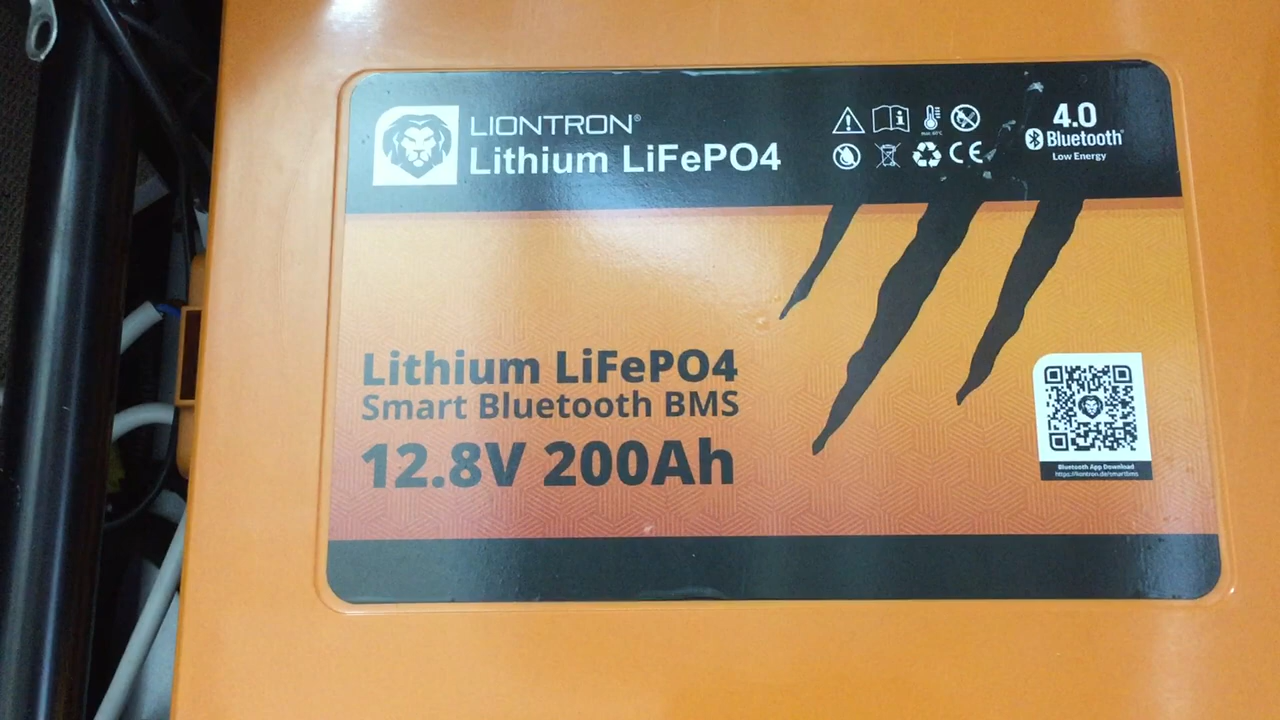 LIONTRON®
Lithium LiFePO4
4.0
Bluetooth®
Low Energy
CE
Lithium LiFePO4
Smart Bluetooth BMS
12.8V 200Ah
Bluetooth App Download
https://liontron.de/smartbms